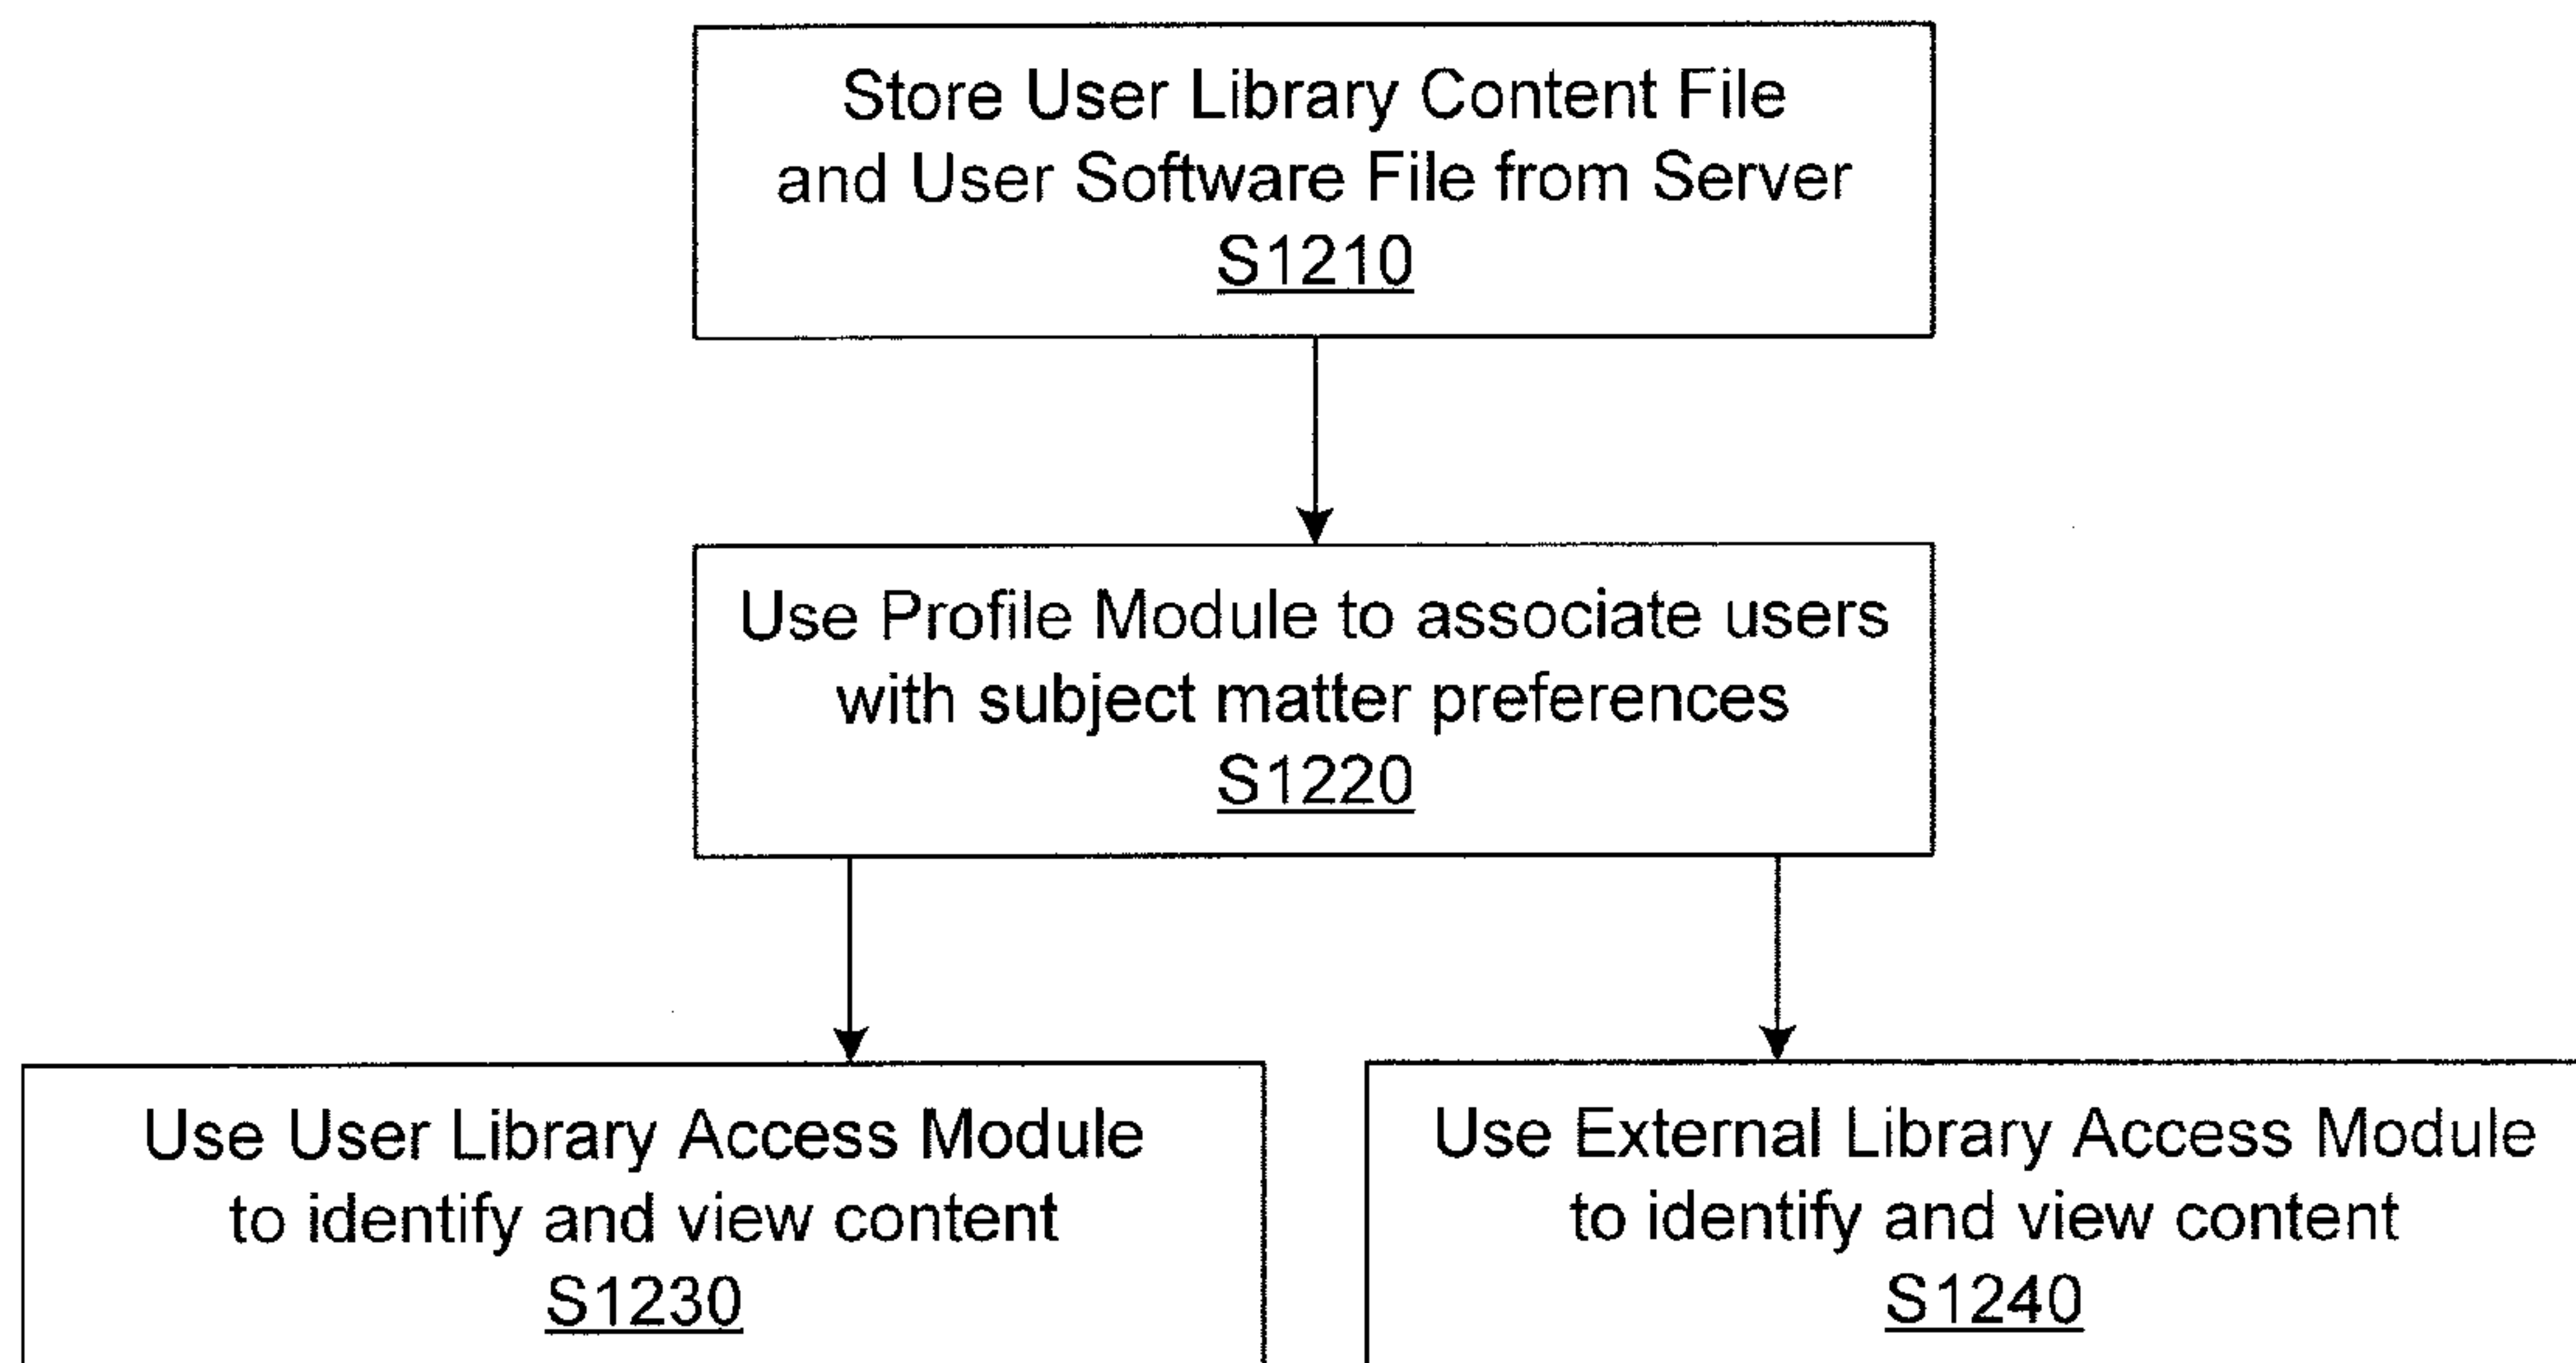 Store User Library Content File
and User Software File from Server
S1210
Use Profile Module to associate users
with subject matter preferences
S1220
Use User Library Access Module
to identify and view content
S1230
Use External Library Access Module
to identify and view content
S1240